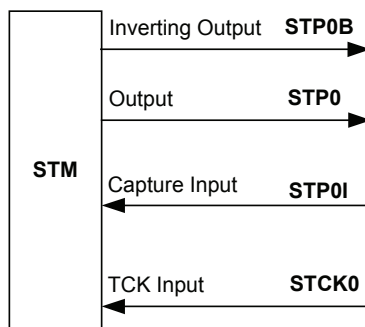 Inverting Output STP0B
Output STP0
STM
Capture Input STP0I
TCK Input STCK0